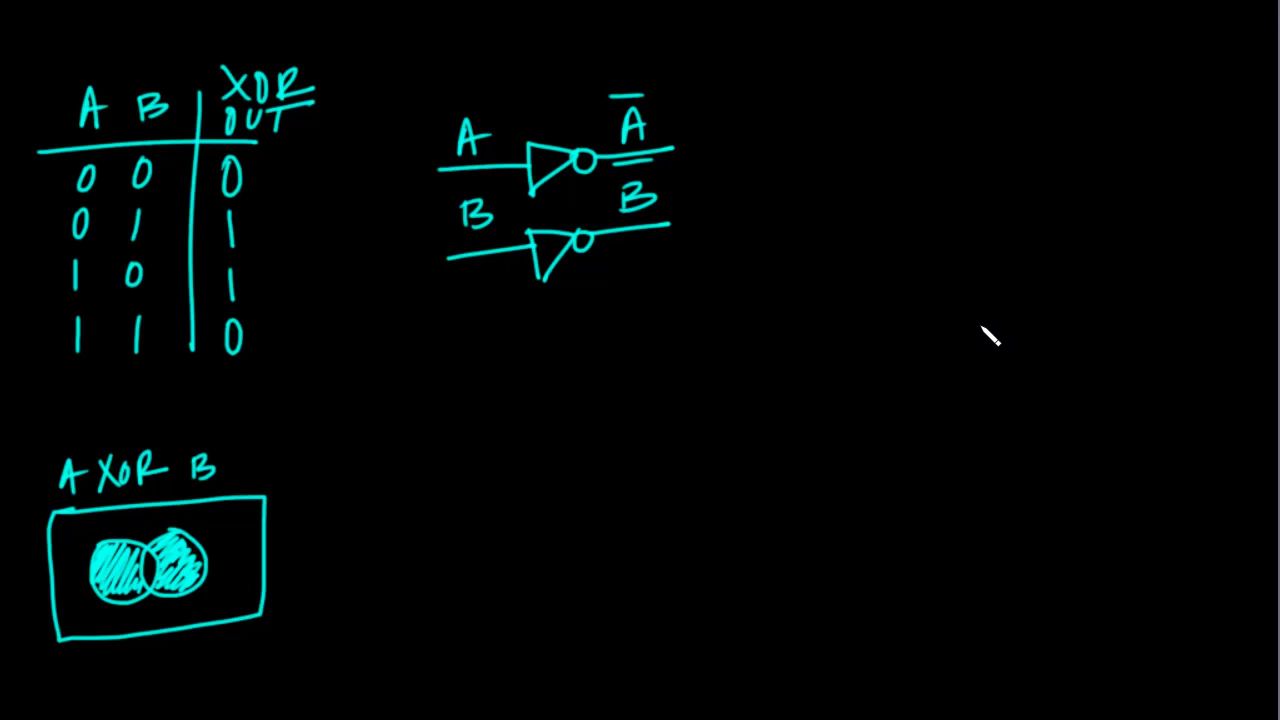 A B XOR OUT
0 0 0
0 1 1
1 0 1
1 1 0
A A̅
B B̅
A XOR B